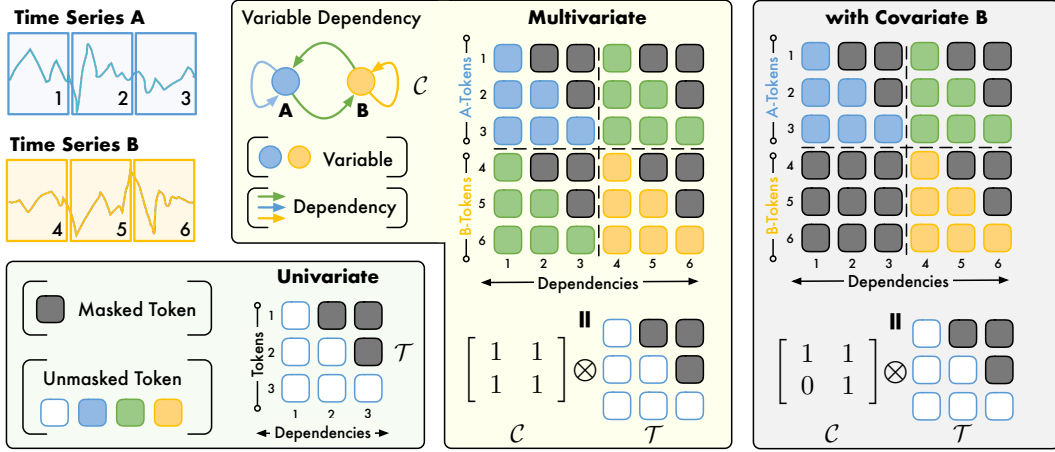 Time Series A
1 2 3
Time Series B
4 5 6
Variable Dependency
A B C
Variable
Dependency
Multivariate
A-Tokens
B-Tokens
1
2
3
4
5
6
1 2 3 4 5 6
Dependencies
=
[ 1 1
1 1 ] ⊗
C T
with Covariate B
A-Tokens
B-Tokens
1
2
3
4
5
6
1 2 3 4 5 6
Dependencies
=
[ 1 1
0 1 ] ⊗
C T
Masked Token
Unmasked Token
Univariate
Tokens
1
2
3
T
1 2 3
Dependencies